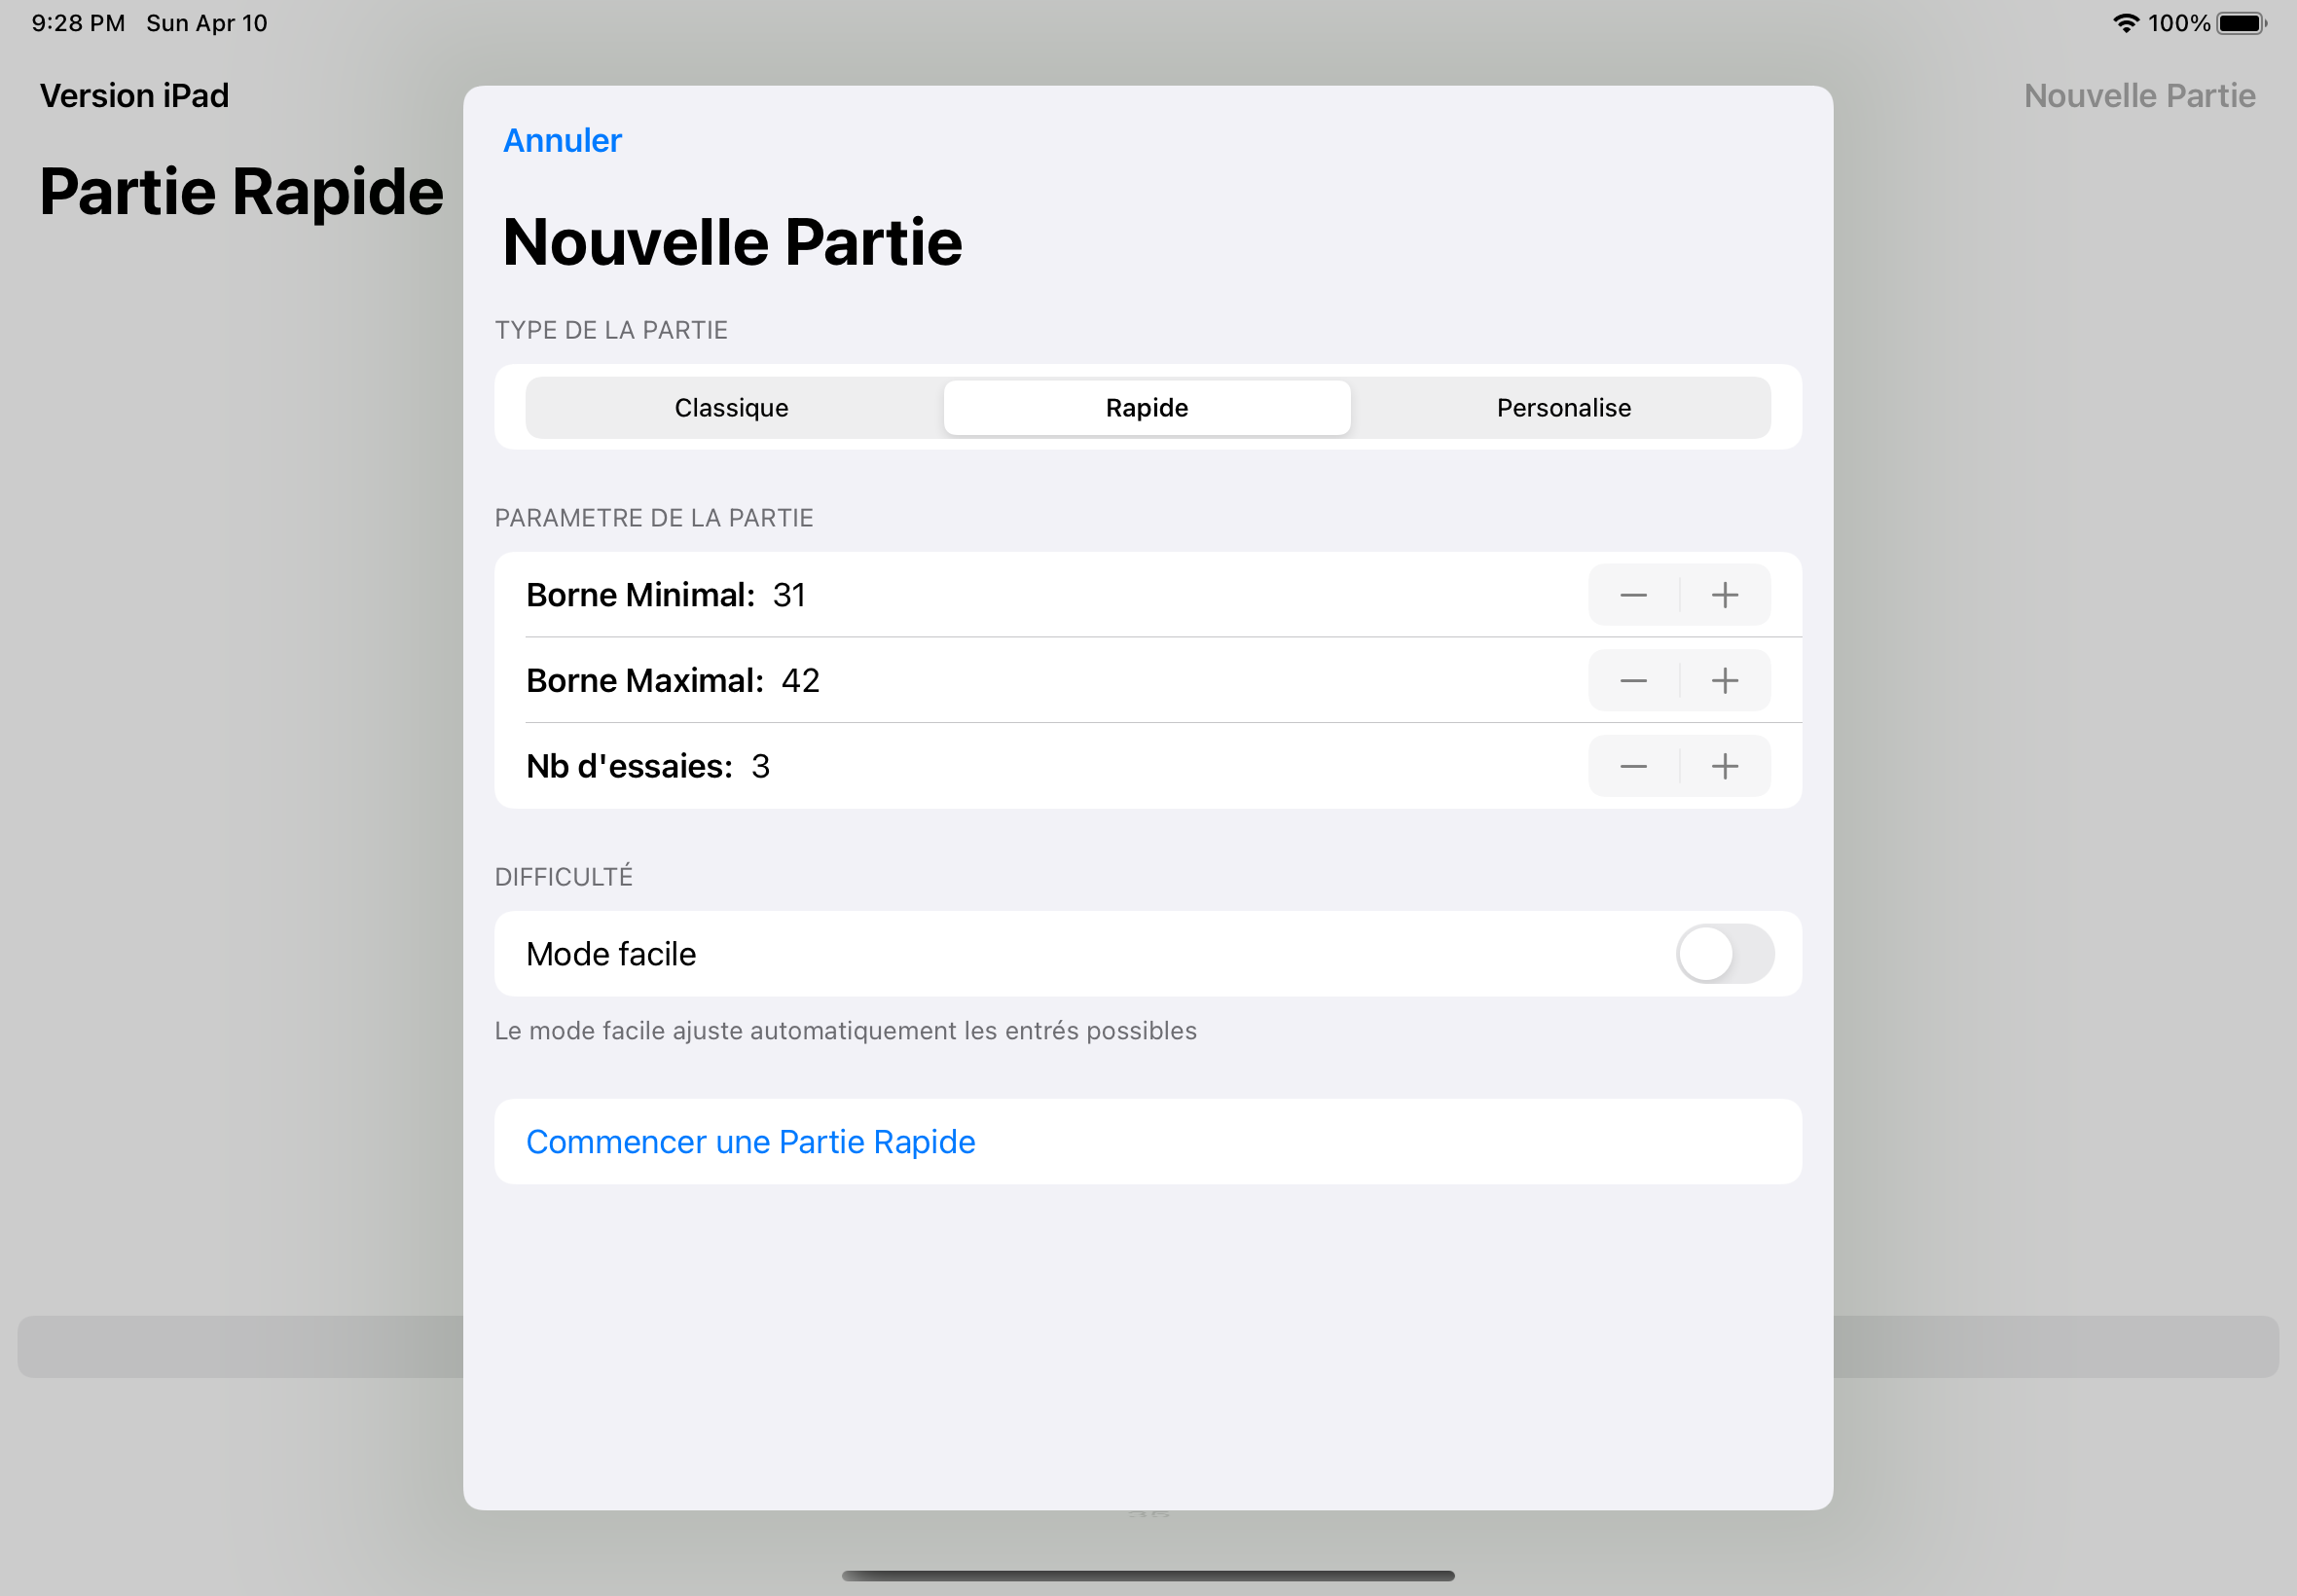 9:28 PM Sun Apr 10
100%
Version iPad
Nouvelle Partie
Partie Rapide
Annuler
Nouvelle Partie
TYPE DE LA PARTIE
Classique Rapide Personalise
PARAMETRE DE LA PARTIE
Borne Minimal: 31
Borne Maximal: 42
Nb d'essaies: 3
DIFFICULTÉ
Mode facile
Le mode facile ajuste automatiquement les entrés possibles
Commencer une Partie Rapide